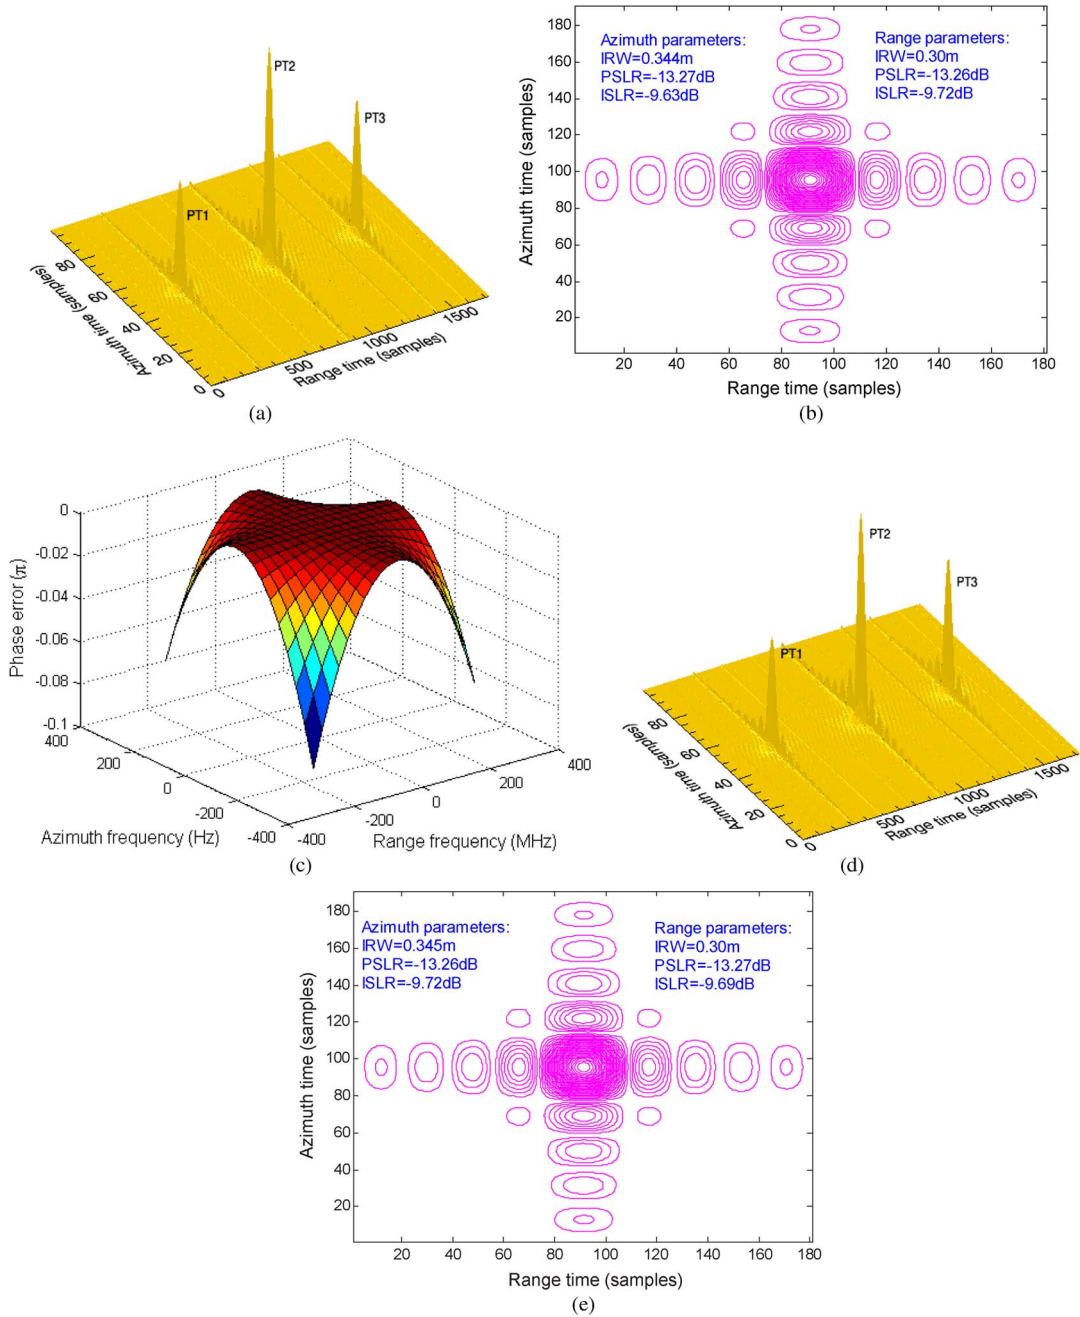 PT2
PT3
PT1
80
60
40
20
0
Azimuth time (samples)
0
500
1000
1500
Range time (samples)
(a)
Azimuth parameters:
IRW=0.344m
PSLR=-13.27dB
ISLR=-9.63dB
Range parameters:
IRW=0.30m
PSLR=-13.26dB
ISLR=-9.72dB
180
160
140
120
100
80
60
40
20
Azimuth time (samples)
20 40 60 80 100 120 140 160 180
Range time (samples)
(b)
0
-0.02
-0.04
-0.06
-0.08
-0.1
Phase error (π)
400
200
0
-200
-400
Azimuth frequency (Hz)
-400
-200
0
200
400
Range frequency (MHz)
(c)
PT2
PT3
PT1
80
60
40
20
0
Azimuth time (samples)
0
500
1000
1500
Range time (samples)
(d)
Azimuth parameters:
IRW=0.345m
PSLR=-13.26dB
ISLR=-9.72dB
Range parameters:
IRW=0.30m
PSLR=-13.27dB
ISLR=-9.69dB
180
160
140
120
100
80
60
40
20
Azimuth time (samples)
20 40 60 80 100 120 140 160 180
Range time (samples)
(e)